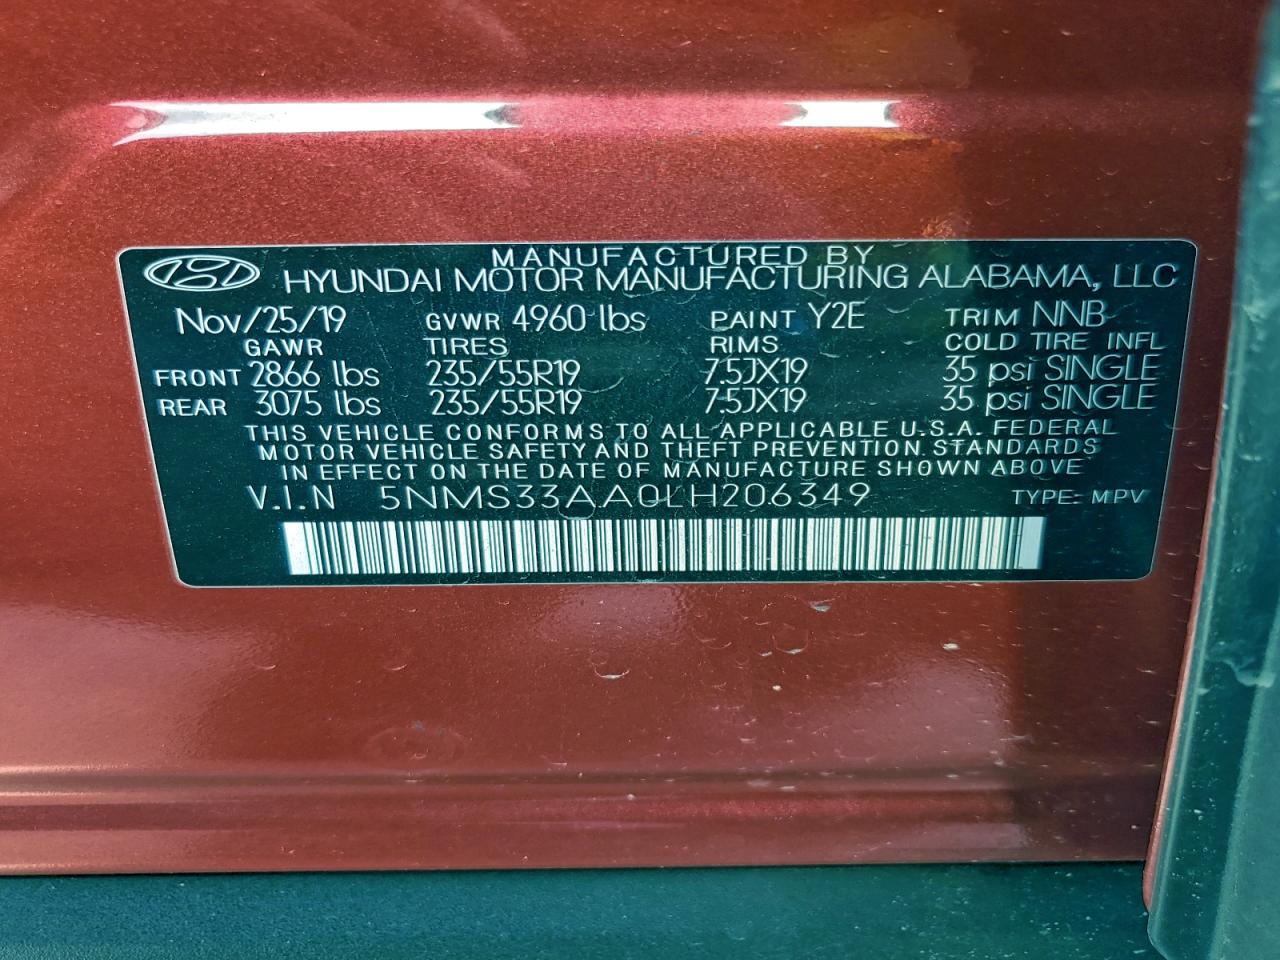 MANUFACTURED BY
HYUNDAI MOTOR MANUFACTURING ALABAMA, LLC
Nov/25/19 GVWR 4960 lbs PAINT Y2E TRIM NNB
GAWR TIRES RIMS COLD TIRE INFL
FRONT 2866 lbs 235/55R19 7.5JX19 35 psi SINGLE
REAR 3075 lbs 235/55R19 7.5JX19 35 psi SINGLE
THIS VEHICLE CONFORMS TO ALL APPLICABLE U.S.A. FEDERAL
MOTOR VEHICLE SAFETY AND THEFT PREVENTION STANDARDS
IN EFFECT ON THE DATE OF MANUFACTURE SHOWN ABOVE
V.I.N 5NMS33AA0LH206349 TYPE: MPV